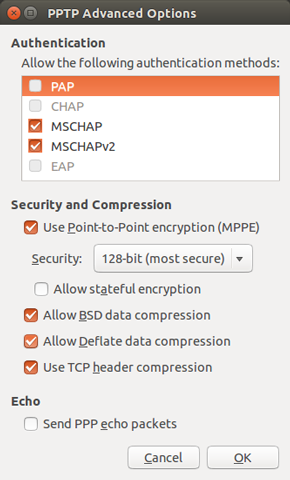 PPTP Advanced Options
Authentication
Allow the following authentication methods:
PAP
CHAP
MSCHAP
MSCHAPv2
EAP
Security and Compression
Use Point-to-Point encryption (MPPE)
Security: 128-bit (most secure)
Allow stateful encryption
Allow BSD data compression
Allow Deflate data compression
Use TCP header compression
Echo
Send PPP echo packets
Cancel OK